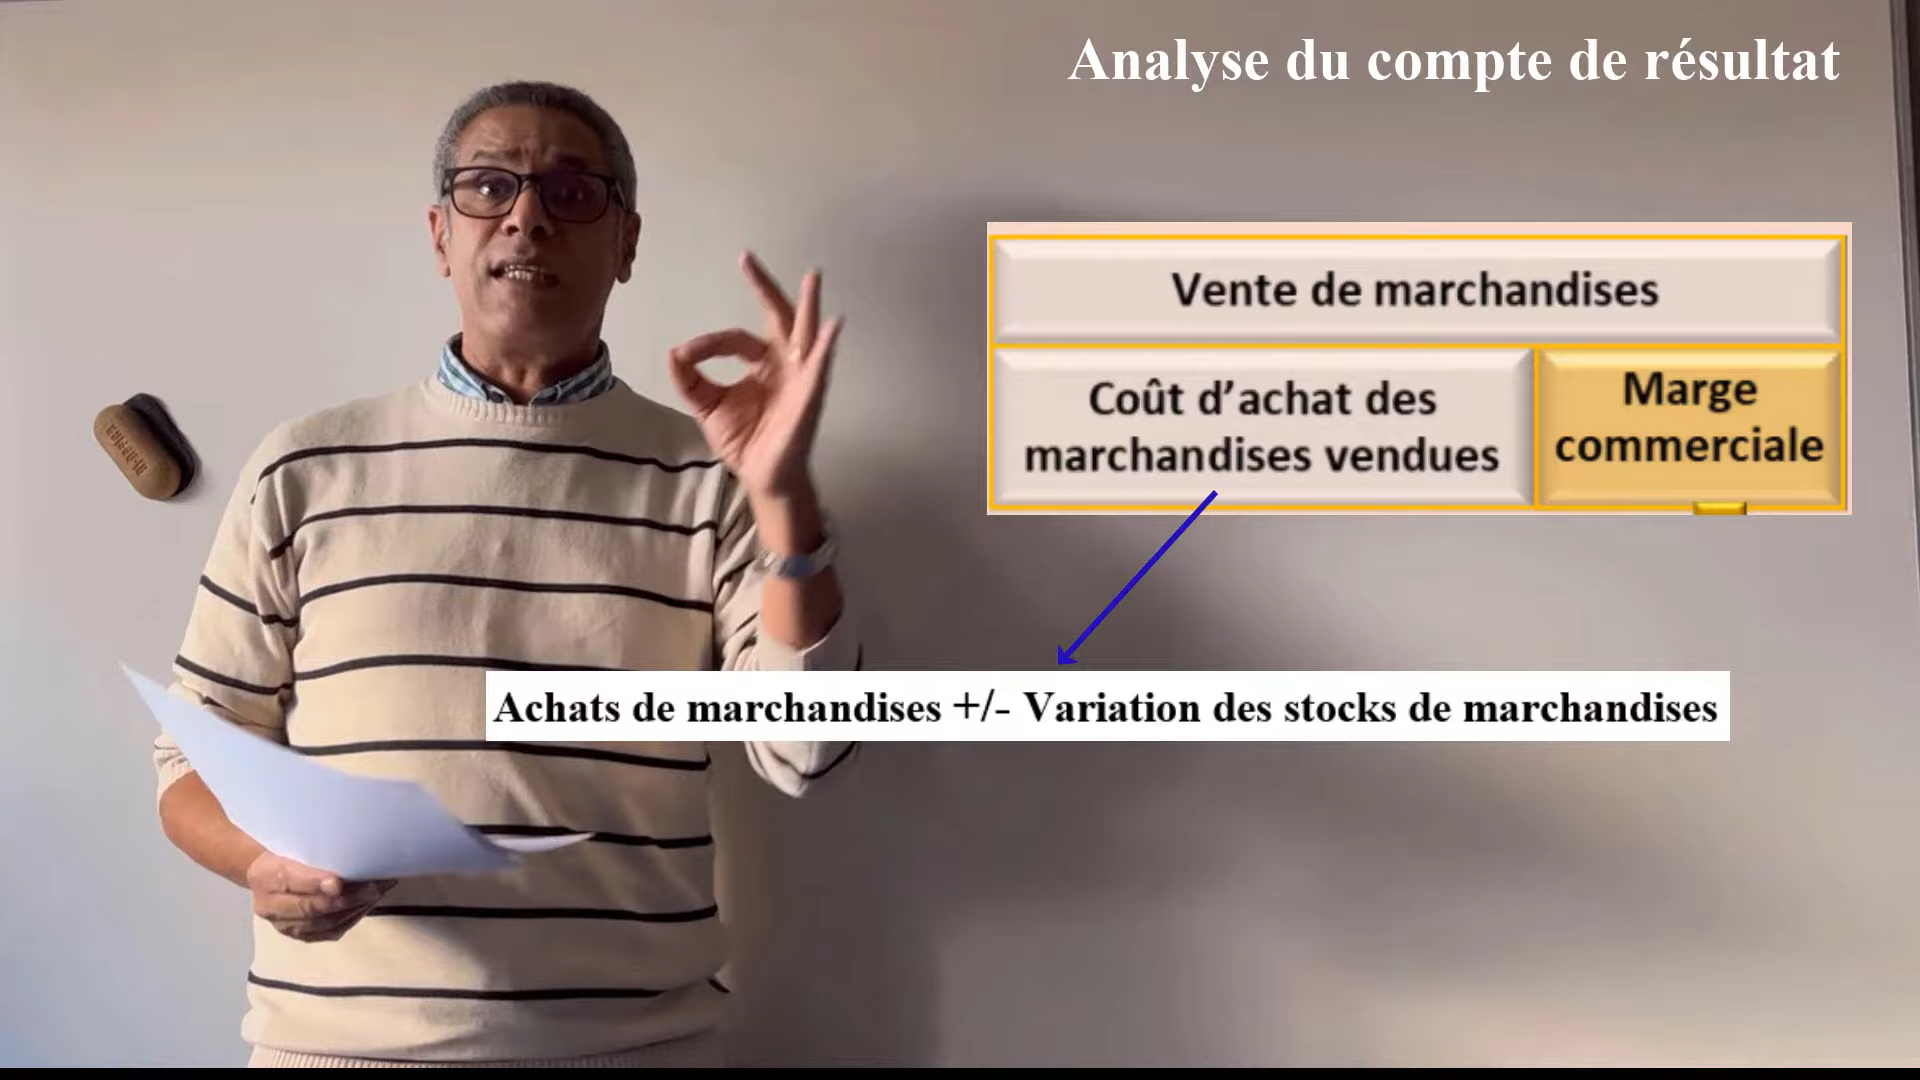 Analyse du compte de résultat
Vente de marchandises
Coût d’achat des
marchandises vendues
Marge
commerciale
Achats de marchandises +/- Variation des stocks de marchandises